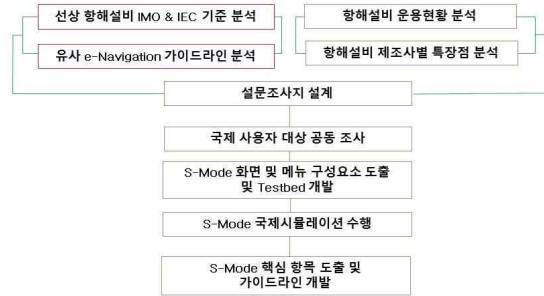 선상 항해설비 IMO & IEC 기준 분석
항해설비 운용현황 분석
유사 e-Navigation 가이드라인 분석
항해설비 제조사별 특장점 분석
설문조사지 설계
국제 사용자 대상 공동 조사
S-Mode 화면 및 메뉴 구성요소 도출
및 Testbed 개발
S-Mode 국제시뮬레이션 수행
S-Mode 핵심 항목 도출 및
가이드라인 개발